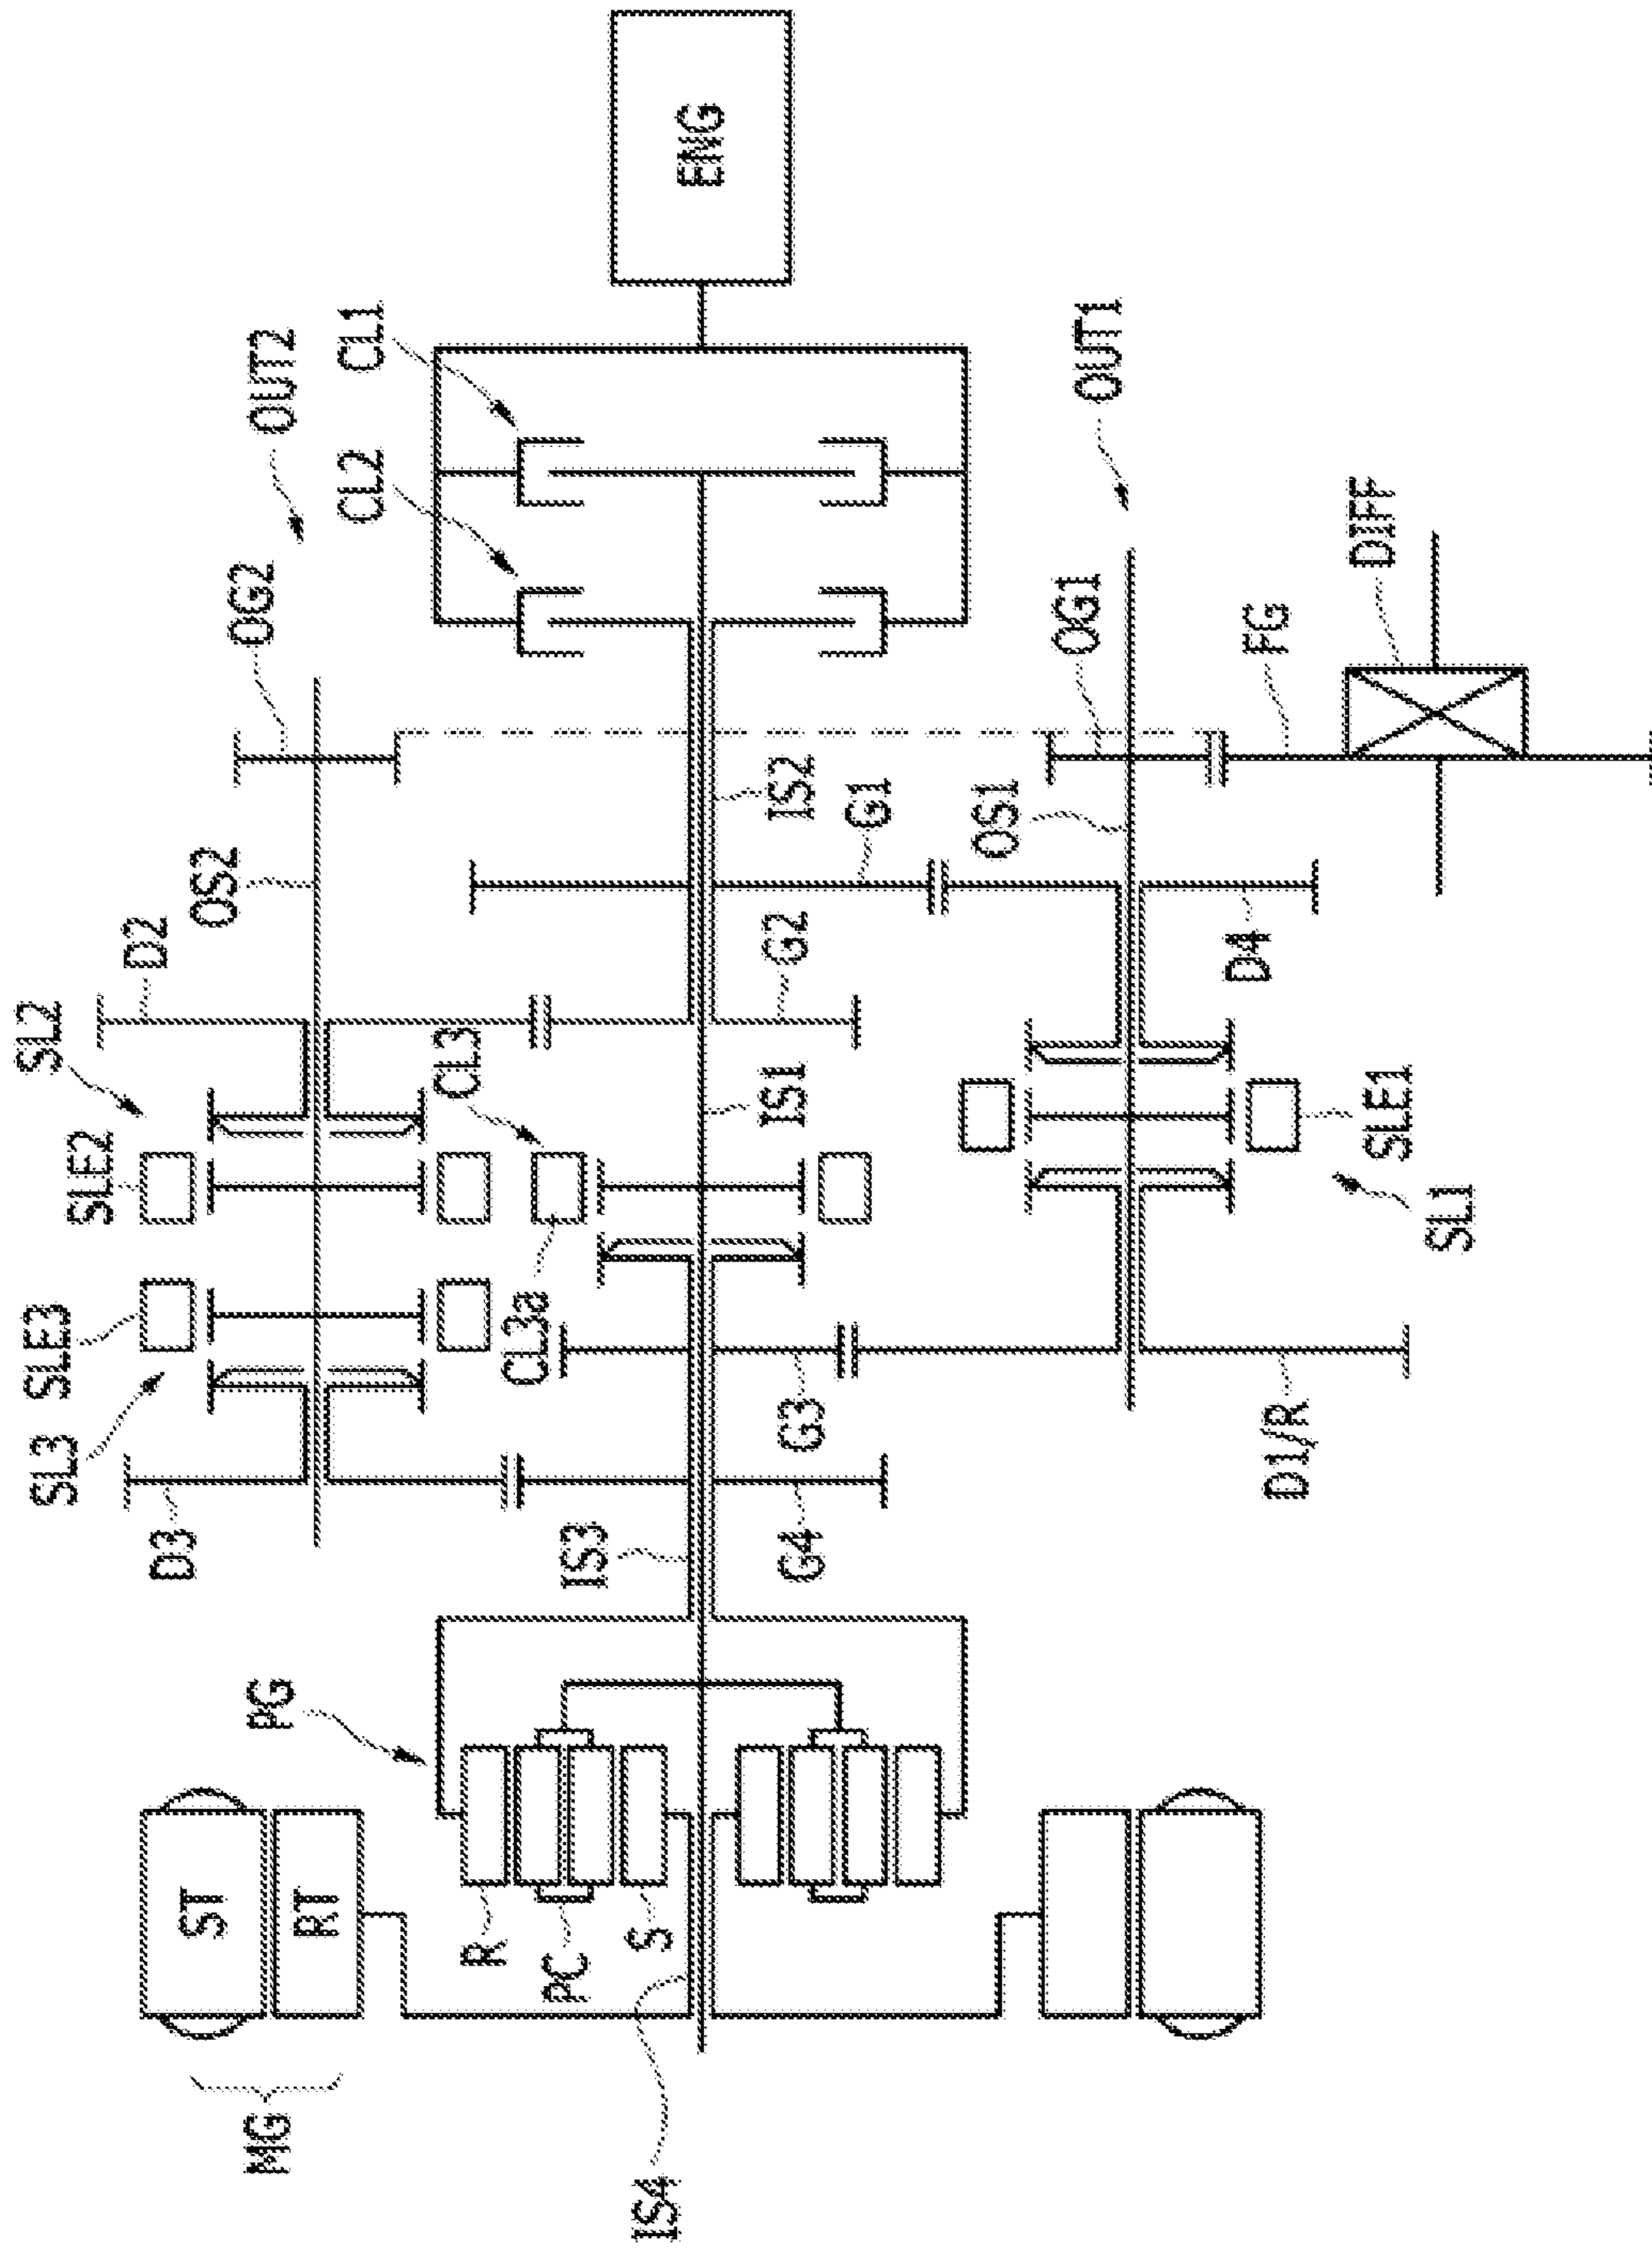 ENG
OUT2
CL1
CL2
OUT1
OG2
DIFF
OG1
FG
IS2
G1
OS1
OS2
D2
G2
D4
SL2
CL3
IS1
SLE2
SLE1
SL1
SLE3
CL3a
SL3
G3
D1/R
D3
IS3
G4
PG
ST
RT
R
PC
S
MG
IS4